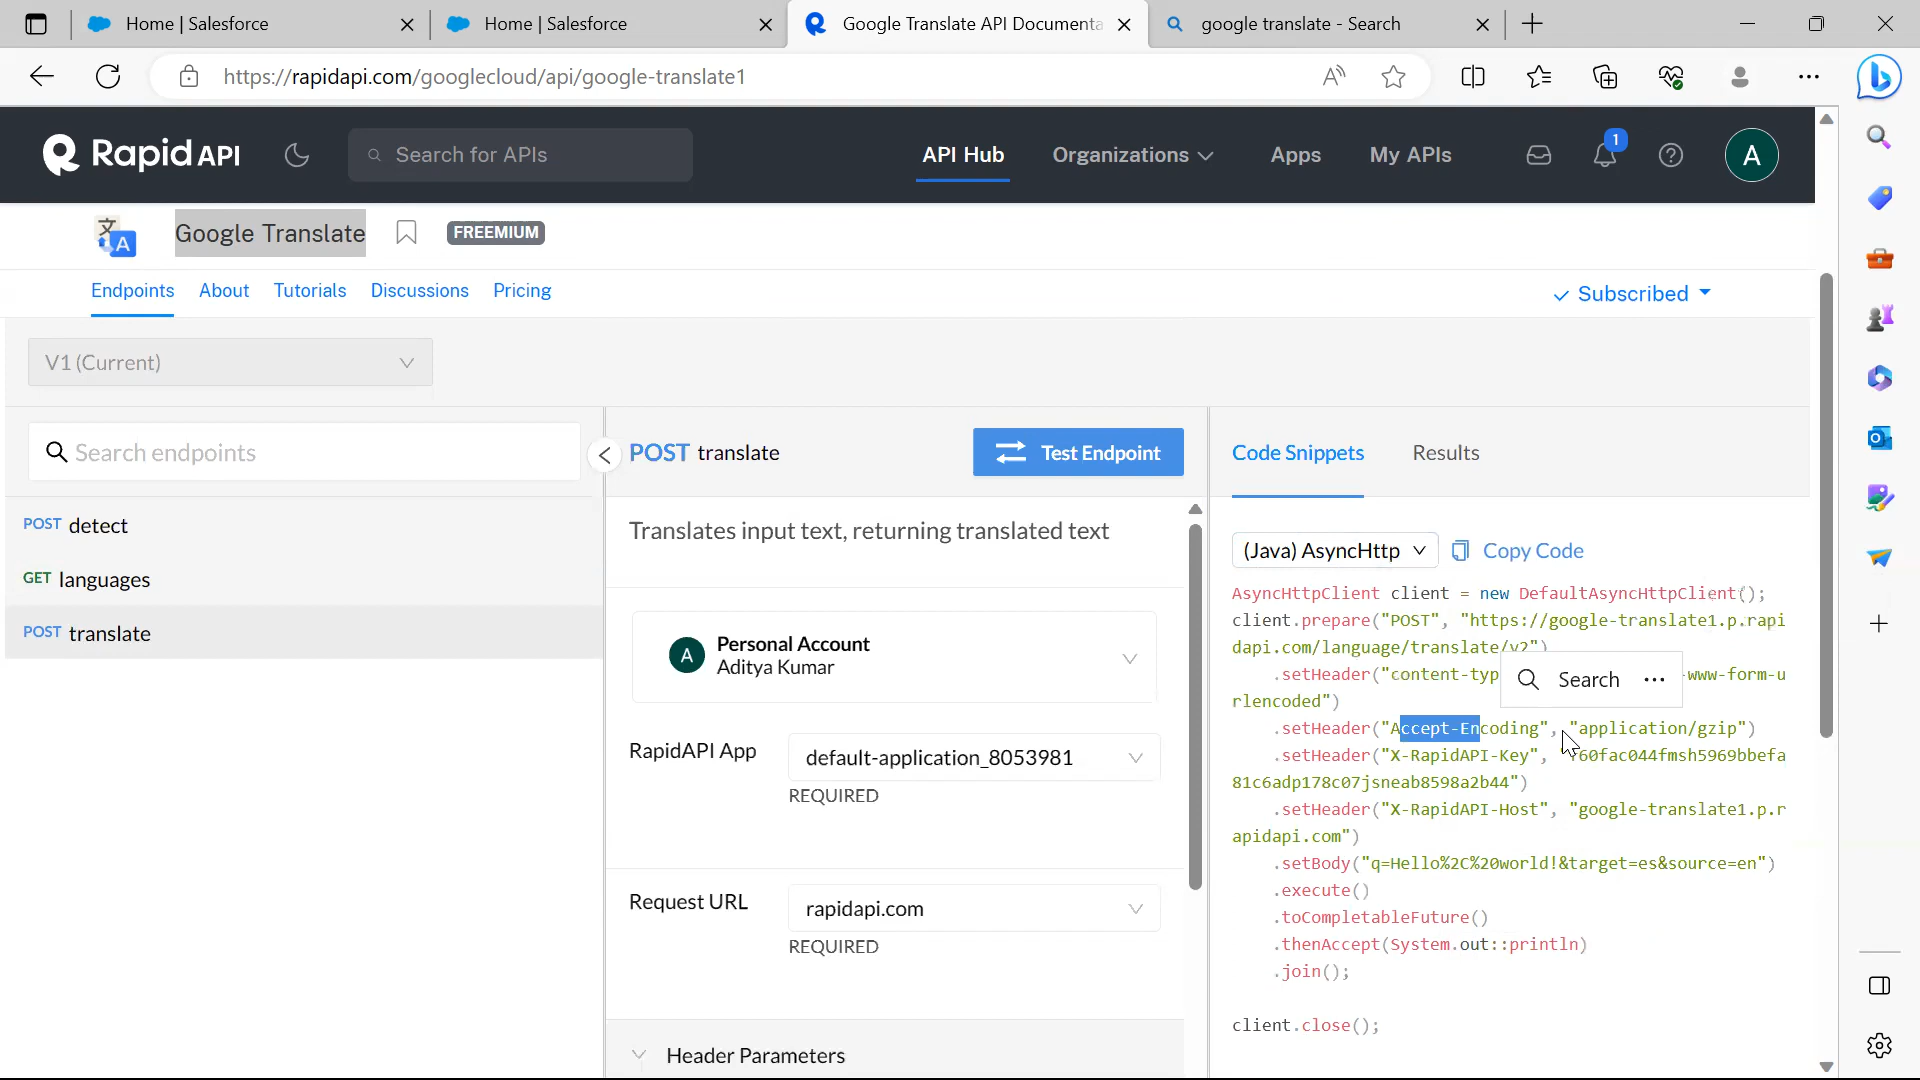 Home | Salesforce
Home | Salesforce
Google Translate API Documenta
google translate - Search
https://rapidapi.com/googlecloud/api/google-translate1
Rapid API
Search for APIs
API Hub
Organizations
Apps
My APIs
1
A
Google Translate
FREEMIUM
Endpoints
About
Tutorials
Discussions
Pricing
Subscribed
V1 (Current)
Search endpoints
POST translate
Test Endpoint
Code Snippets
Results
POST detect
GET languages
POST translate
Translates input text, returning translated text
A
Personal Account
Aditya Kumar
RapidAPI App
default-application_8053981
REQUIRED
Request URL
rapidapi.com
REQUIRED
Header Parameters
(Java) AsyncHttp
Copy Code
AsyncHttpClient client = new DefaultAsyncHttpClient();
client.prepare("POST", "https://google-translate1.p.rapi
dapi.com/language/translate/v2")
.setHeader("content-typ
-www-form-u
Search
rlencoded")
.setHeader("Accept-Encoding", "application/gzip")
.setHeader("X-RapidAPI-Key",
60fac044fmsh5969bbefa
81c6adp178c07jsneab8598a2b44")
.setHeader("X-RapidAPI-Host", "google-translate1.p.r
apidapi.com")
.setBody("q=Hello%2C%20world!&target=es&source=en")
.execute()
.toCompletableFuture()
.thenAccept(System.out::println)
.join();
client.close();